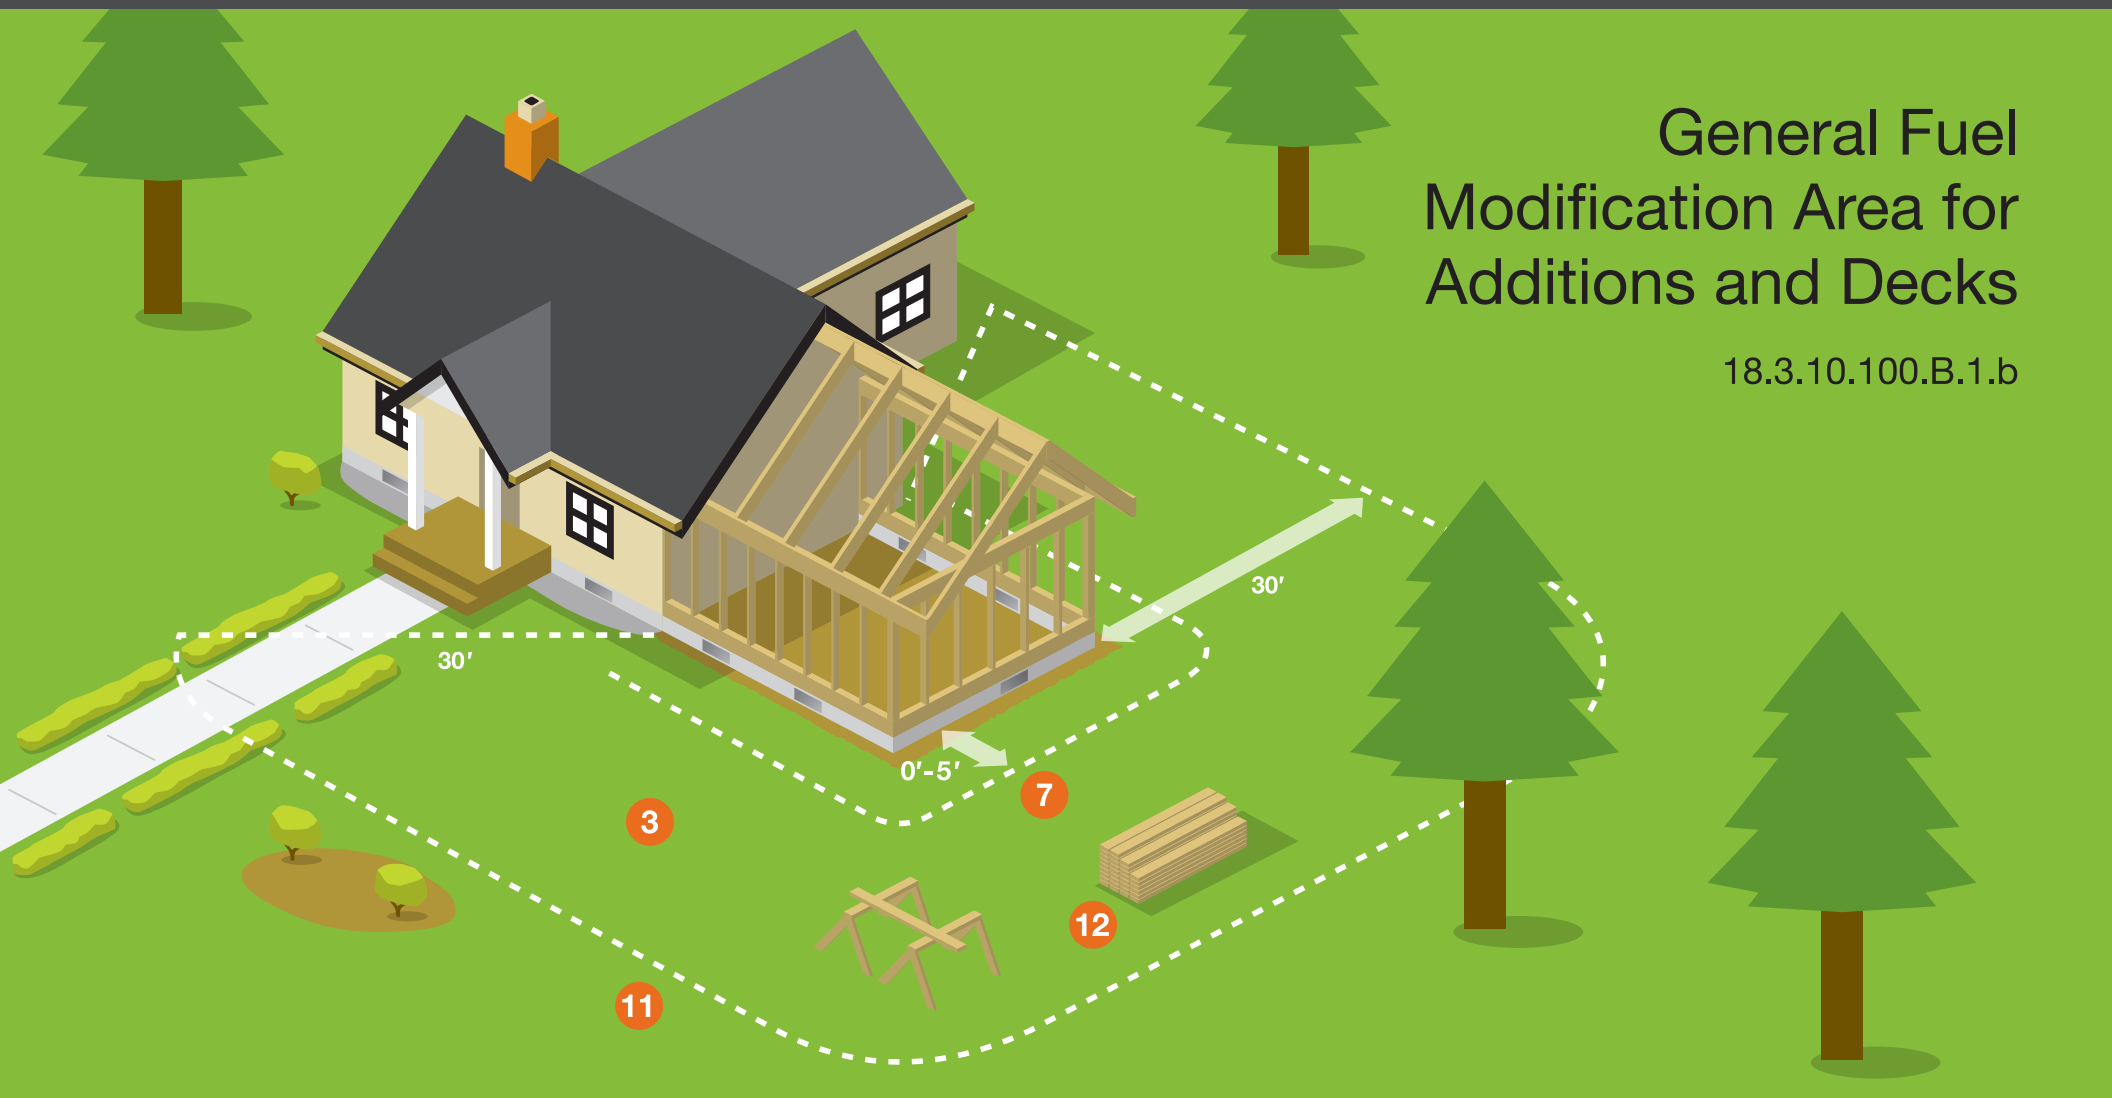 General Fuel
Modification Area for
Additions and Decks
18.3.10.100.B.1.b
30′
30′
0′-5′
7
3
12
11